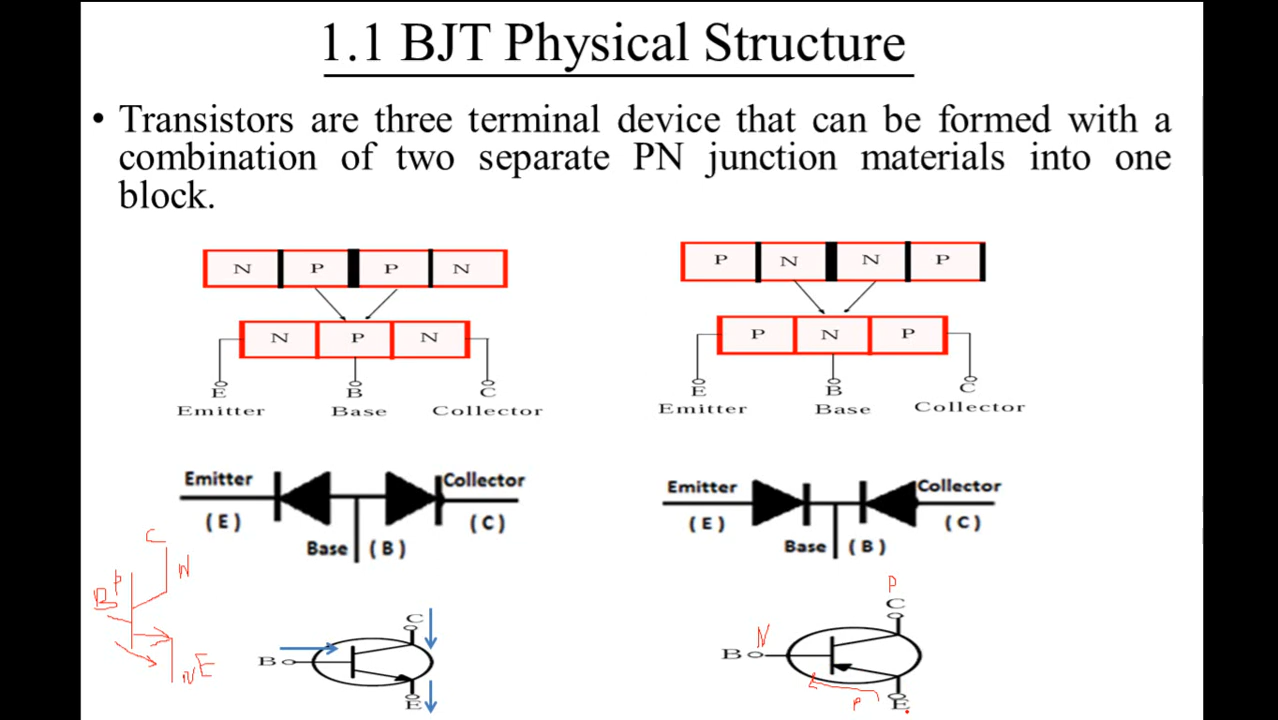 1.1 BJT Physical Structure
• Transistors are three terminal device that can be formed with a
combination of two separate PN junction materials into one
block.
N P P N
P N N P
N P N
P N P
E B C
Emitter Base Collector
E B C
Emitter Base Collector
Emitter Collector
(E) (C)
Base (B)
Emitter Collector
(E) (C)
Base (B)
C
P N
B
N E
C
B
E
P
C
N
B
P
E